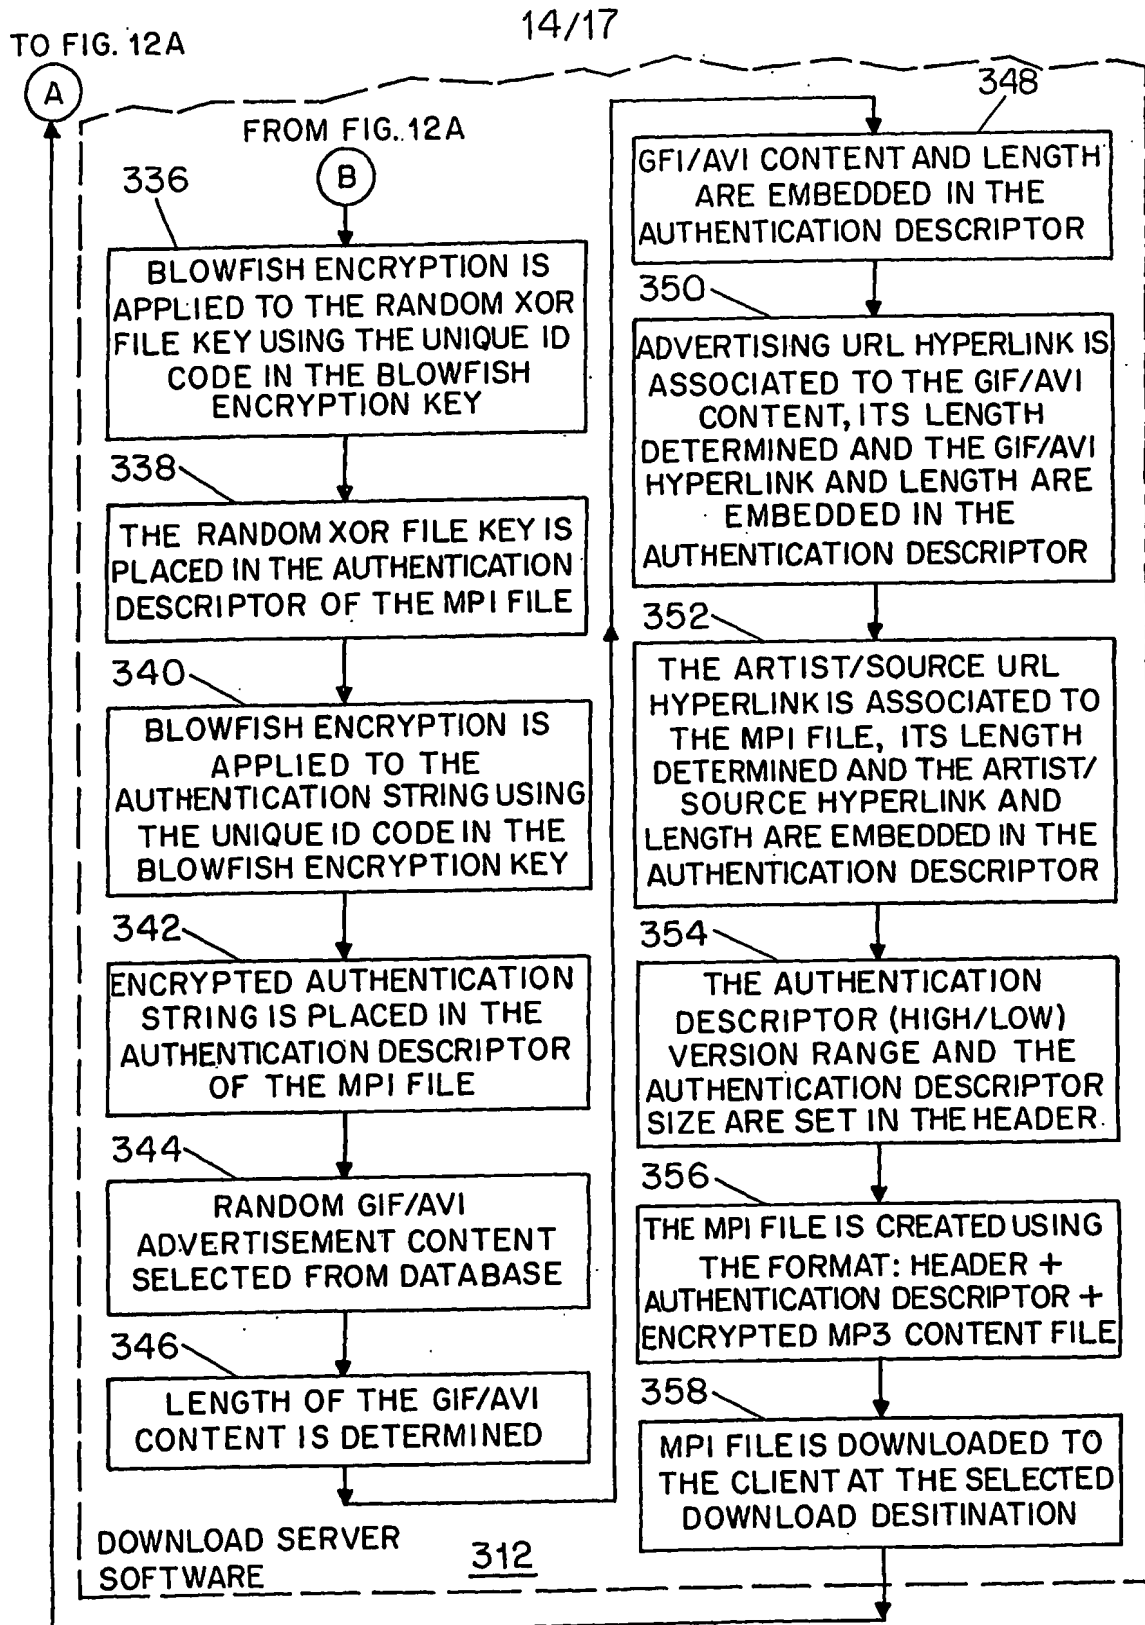 14/17
TO FIG. 12A
A
FROM FIG. 12A
B
336
BLOWFISH ENCRYPTION IS
APPLIED TO THE RANDOM XOR
FILE KEY USING THE UNIQUE ID
CODE IN THE BLOWFISH
ENCRYPTION KEY
338
THE RANDOM XOR FILE KEY IS
PLACED IN THE AUTHENTICATION
DESCRIPTOR OF THE MPI FILE
340
BLOWFISH ENCRYPTION IS
APPLIED TO THE
AUTHENTICATION STRING USING
THE UNIQUE ID CODE IN THE
BLOWFISH ENCRYPTION KEY
342
ENCRYPTED AUTHENTICATION
STRING IS PLACED IN THE
AUTHENTICATION DESCRIPTOR
OF THE MPI FILE
344
RANDOM GIF/AVI
ADVERTISEMENT CONTENT
SELECTED FROM DATABASE
346
LENGTH OF THE GIF/AVI
CONTENT IS DETERMINED
348
GFI/AVI CONTENT AND LENGTH
ARE EMBEDDED IN THE
AUTHENTICATION DESCRIPTOR
350
ADVERTISING URL HYPERLINK IS
ASSOCIATED TO THE GIF/AVI
CONTENT, ITS LENGTH
DETERMINED AND THE GIF/AVI
HYPERLINK AND LENGTH ARE
EMBEDDED IN THE
AUTHENTICATION DESCRIPTOR
352
THE ARTIST/SOURCE URL
HYPERLINK IS ASSOCIATED TO
THE MPI FILE, ITS LENGTH
DETERMINED AND THE ARTIST/
SOURCE HYPERLINK AND
LENGTH ARE EMBEDDED IN THE
AUTHENTICATION DESCRIPTOR
354
THE AUTHENTICATION
DESCRIPTOR (HIGH/LOW)
VERSION RANGE AND THE
AUTHENTICATION DESCRIPTOR
SIZE ARE SET IN THE HEADER.
356
THE MPI FILE IS CREATED USING
THE FORMAT: HEADER +
AUTHENTICATION DESCRIPTOR +
ENCRYPTED MP3 CONTENT FILE
358
MPI FILE IS DOWNLOADED TO
THE CLIENT AT THE SELECTED
DOWNLOAD DESITINATION
DOWNLOAD SERVER
SOFTWARE
312